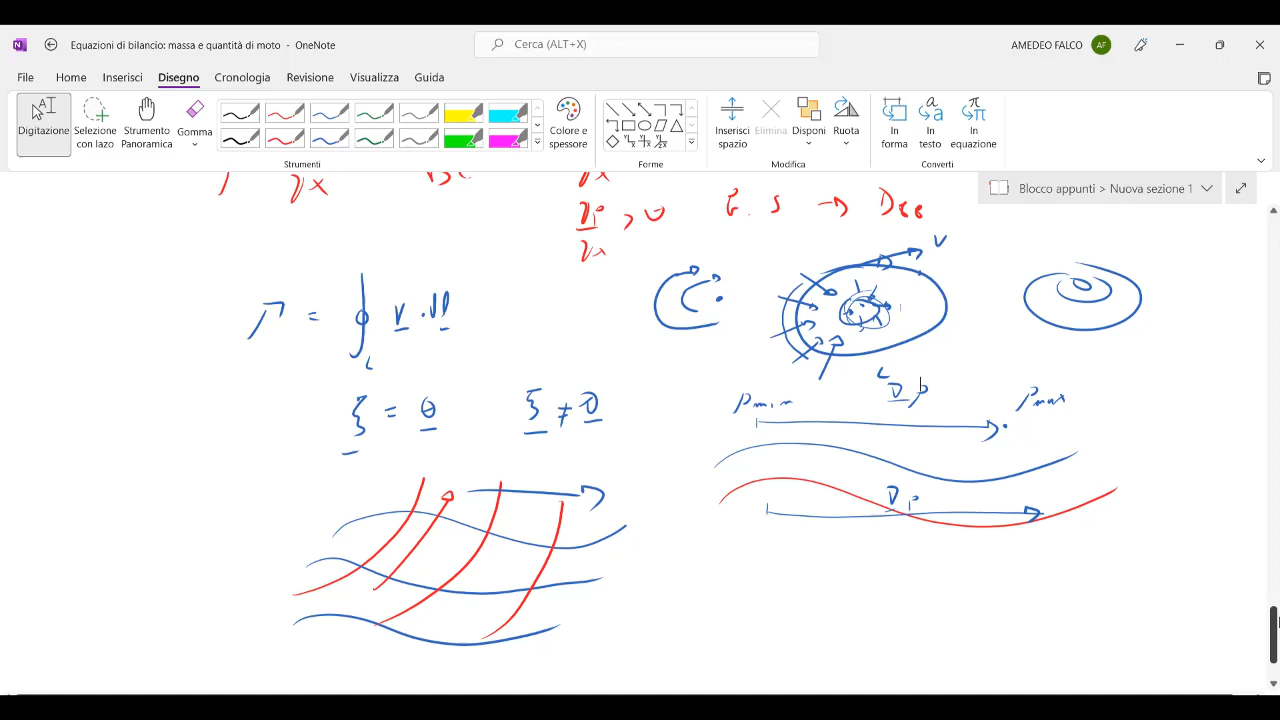 Equazioni di bilancio: massa e quantità di moto - OneNote
Cerca (ALT+X)
AMEDEO FALCO
AF
File Home Inserisci Disegno Cronologia Revisione Visualizza Guida
Digitazione
Selezione con lazo
Strumento Panoramica
Gomma
Colore e spessore
Inserisci spazio
Elimina
Disponi
Ruota
In forma
In testo
In equazione
Strumenti
Forme
Modifica
Converti
Blocco appunti > Nuova sezione 1
> 0
v
Γ = ∮ v · dl
L
ξ = 0 ξ ≠ 0
L
∇p
Pmin
Pmax
∇p